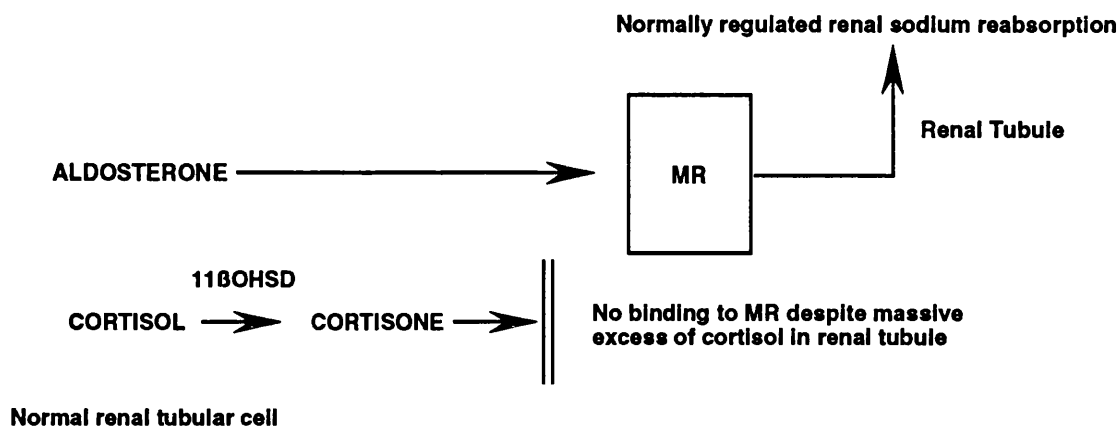 Normally regulated renal sodium reabsorption
Renal Tubule
ALDOSTERONE
MR
11βOHSD
CORTISOL
CORTISONE
No binding to MR despite massive
excess of cortisol in renal tubule
Normal renal tubular cell